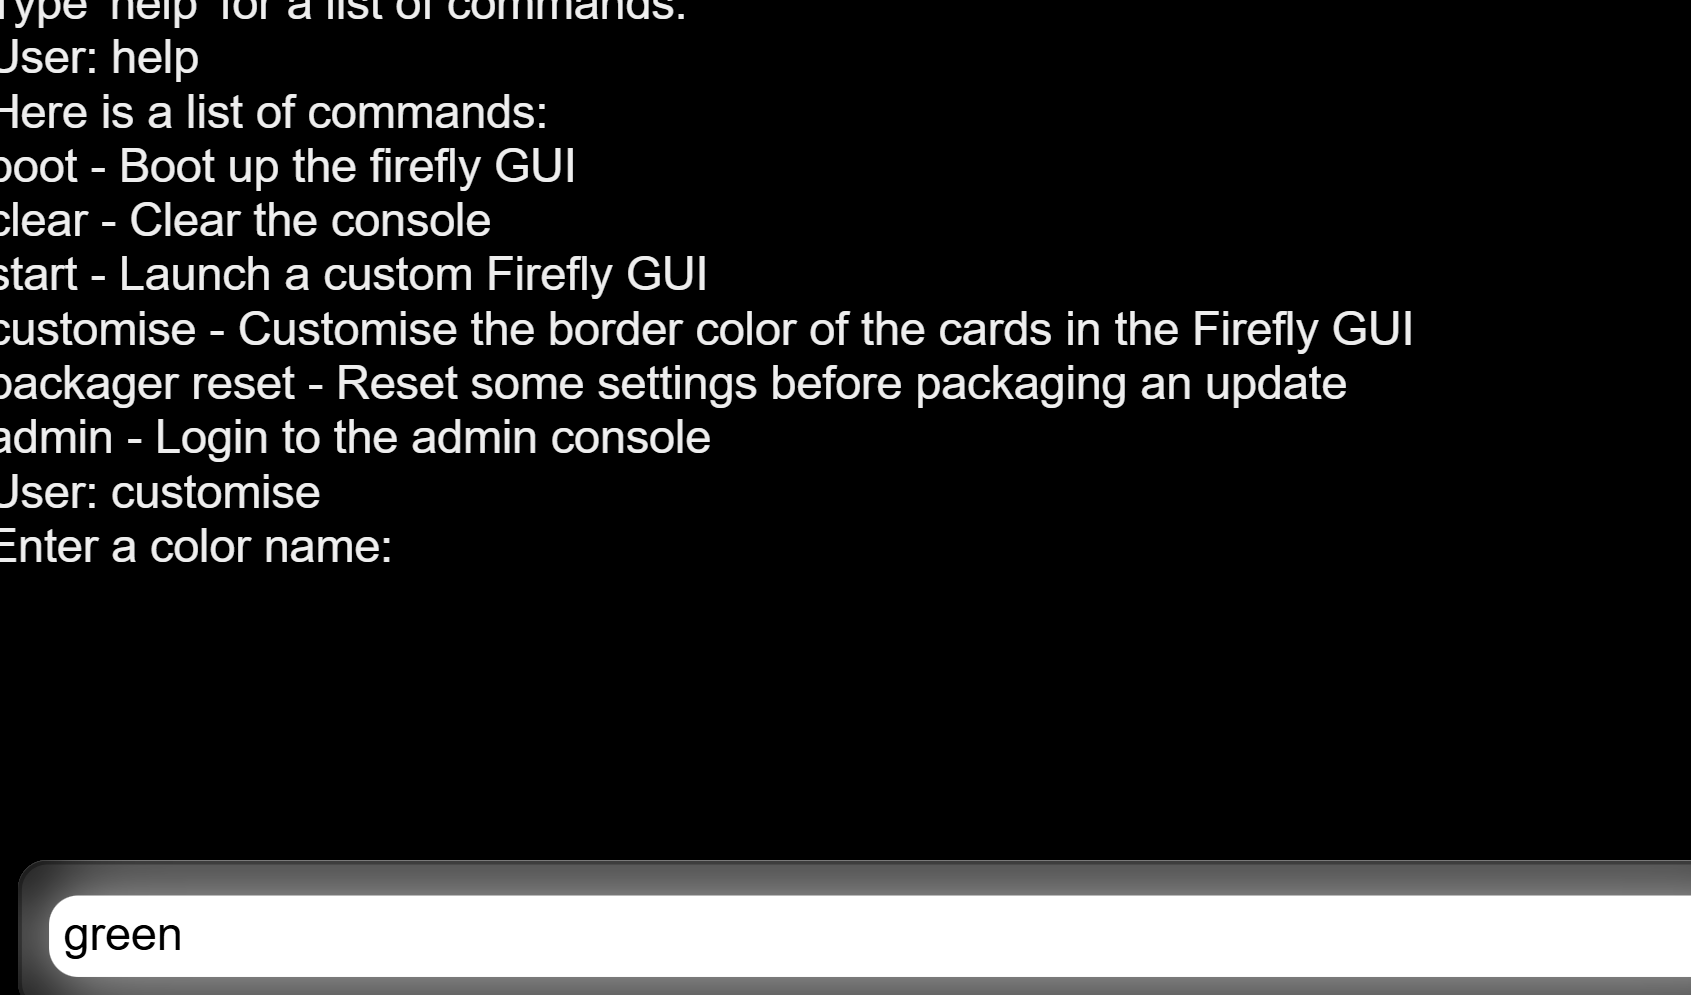 Type 'help' for a list of commands.
User: help
Here is a list of commands:
boot - Boot up the firefly GUI
clear - Clear the console
start - Launch a custom Firefly GUI
customise - Customise the border color of the cards in the Firefly GUI
packager reset - Reset some settings before packaging an update
admin - Login to the admin console
User: customise
Enter a color name:
green